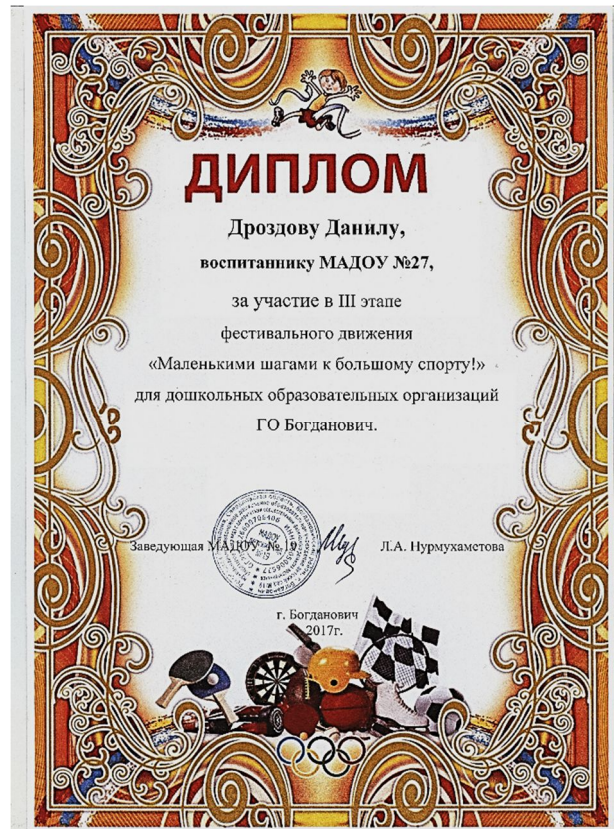 ДИПЛОМ
Дроздову Данилу,
воспитаннику МАДОУ №27,
за участие в III этапе
фестивального движения
«Маленькими шагами к большому спорту!»
для дошкольных образовательных организаций
ГО Богданович.
Заведующая МАДОУ № 19 Л.А. Нурмухаметова
г. Богданович
2017г.